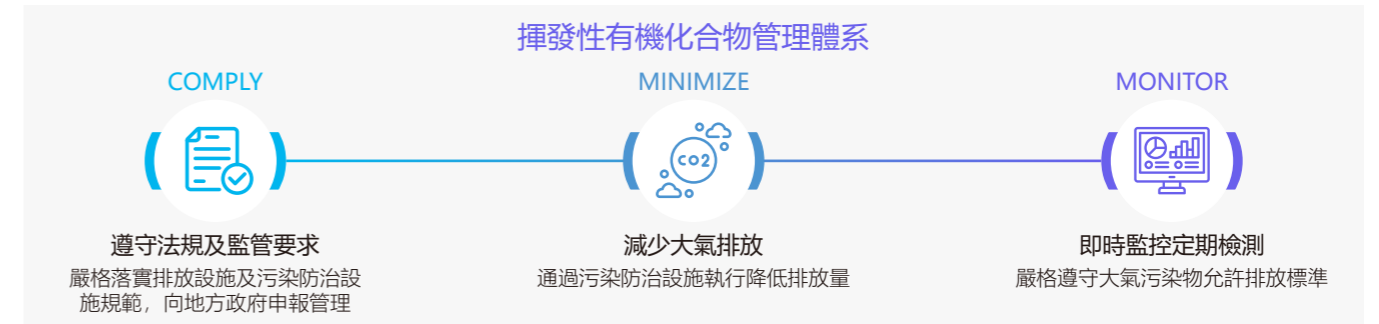 揮發性有機化合物管理體系
COMPLY
MINIMIZE
MONITOR
CO2
遵守法規及監管要求
減少大氣排放
即時監控定期檢測
嚴格落實排放設施及污染防治設
施規範，向地方政府申報管理
通過污染防治設施執行降低排放量
嚴格遵守大氣污染物允許排放標準